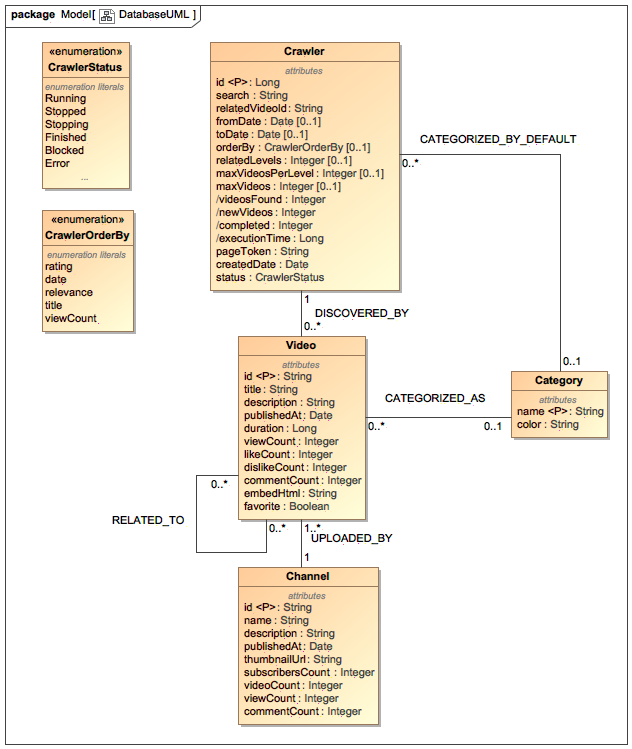 package Model[ DatabaseUML ]
«enumeration»
CrawlerStatus
enumeration literals
Running
Stopped
Stopping
Finished
Blocked
Error
...
«enumeration»
CrawlerOrderBy
enumeration literals
rating
date
relevance
title
viewCount
Crawler
attributes
id <P> : Long
search : String
relatedVideoId : String
fromDate : Date [0..1]
toDate : Date [0..1]
orderBy : CrawlerOrderBy [0..1]
relatedLevels : Integer [0..1]
maxVideosPerLevel : Integer [0..1]
maxVideos : Integer [0..1]
/videosFound : Integer
/newVideos : Integer
/completed : Integer
/executionTime : Long
pageToken : String
createdDate : Date
status : CrawlerStatus
CATEGORIZED_BY_DEFAULT
0..*
0..1
1
DISCOVERED_BY
0..*
Video
attributes
id <P> : String
title : String
description : String
publishedAt : Date
duration : Long
viewCount : Integer
likeCount : Integer
dislikeCount : Integer
commentCount : Integer
embedHtml : String
favorite : Boolean
CATEGORIZED_AS
0..*
0..1
Category
attributes
name <P> : String
color : String
0..*
RELATED_TO
0..*
1..*
UPLOADED_BY
1
Channel
attributes
id <P> : String
name : String
description : String
publishedAt : Date
thumbnailUrl : String
subscribersCount : Integer
videoCount : Integer
viewCount : Integer
commentCount : Integer